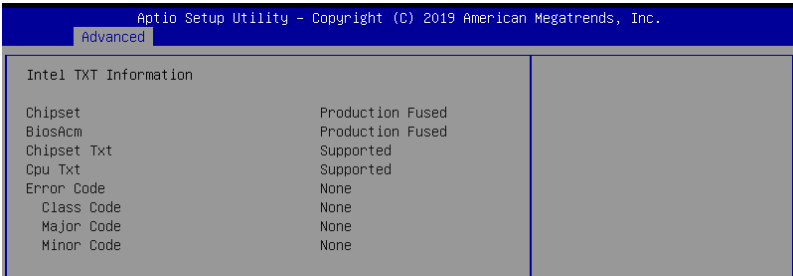 Aptio Setup Utility – Copyright (C) 2019 American Megatrends, Inc.
Advanced
Intel TXT Information
Chipset Production Fused
BiosAcm Production Fused
Chipset Txt Supported
Cpu Txt Supported
Error Code None
Class Code None
Major Code None
Minor Code None